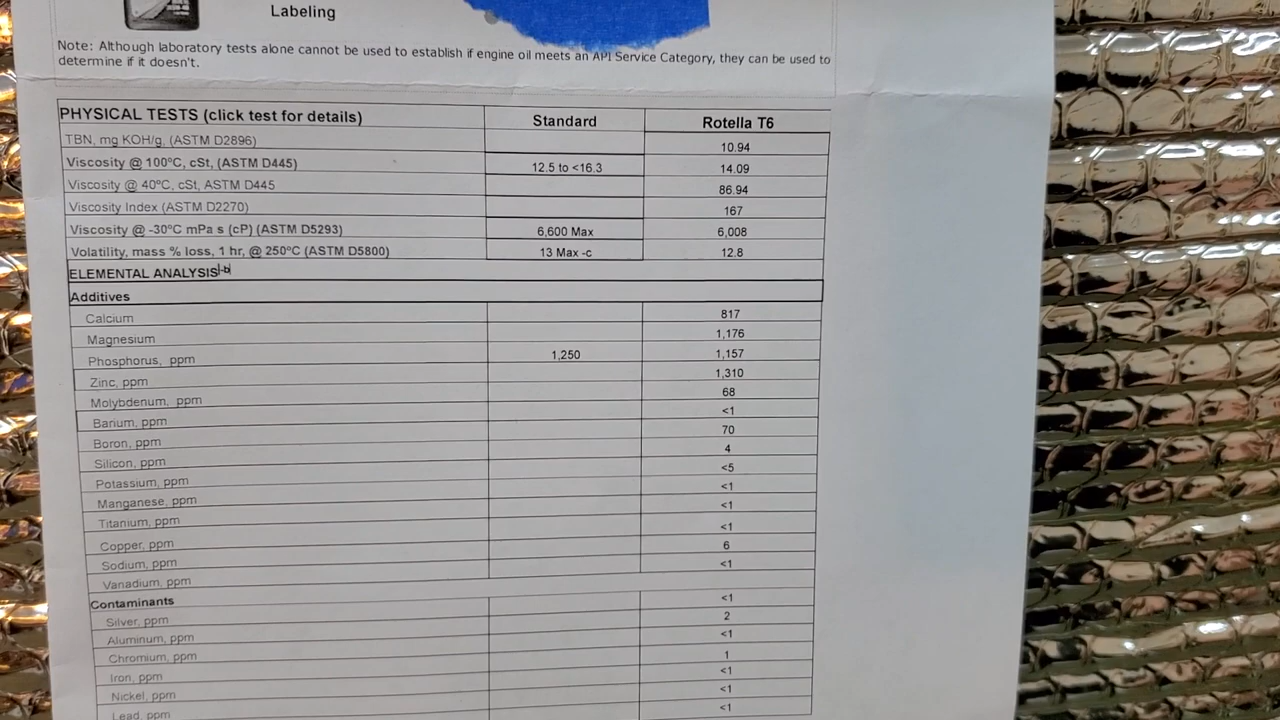 Labeling
Note: Although laboratory tests alone cannot be used to establish if engine oil meets an API Service Category, they can be used to
determine if it doesn't.
PHYSICAL TESTS (click test for details) Standard Rotella T6
TBN, mg KOH/g, (ASTM D2896) 10.94
Viscosity @ 100ºC, cSt, (ASTM D445) 12.5 to <16.3 14.09
Viscosity @ 40ºC, cSt, ASTM D445 86.94
Viscosity Index (ASTM D2270) 167
Viscosity @ -30ºC mPa s (cP) (ASTM D5293) 6,600 Max 6,008
Volatility, mass % loss, 1 hr, @ 250ºC (ASTM D5800) 13 Max -c 12.8
ELEMENTAL ANALYSIS-b
Additives
Calcium 817
Magnesium 1,176
Phosphorus, ppm 1,250 1,157
Zinc, ppm 1,310
Molybdenum, ppm 68
Barium, ppm <1
Boron, ppm 70
Silicon, ppm 4
Potassium, ppm <5
Manganese, ppm <1
Titanium, ppm <1
Copper, ppm <1
Sodium, ppm 6
Vanadium, ppm <1
Contaminants
Silver, ppm <1
Aluminum, ppm 2
Chromium, ppm <1
Iron, ppm 1
Nickel, ppm <1
Lead, ppm <1
<1